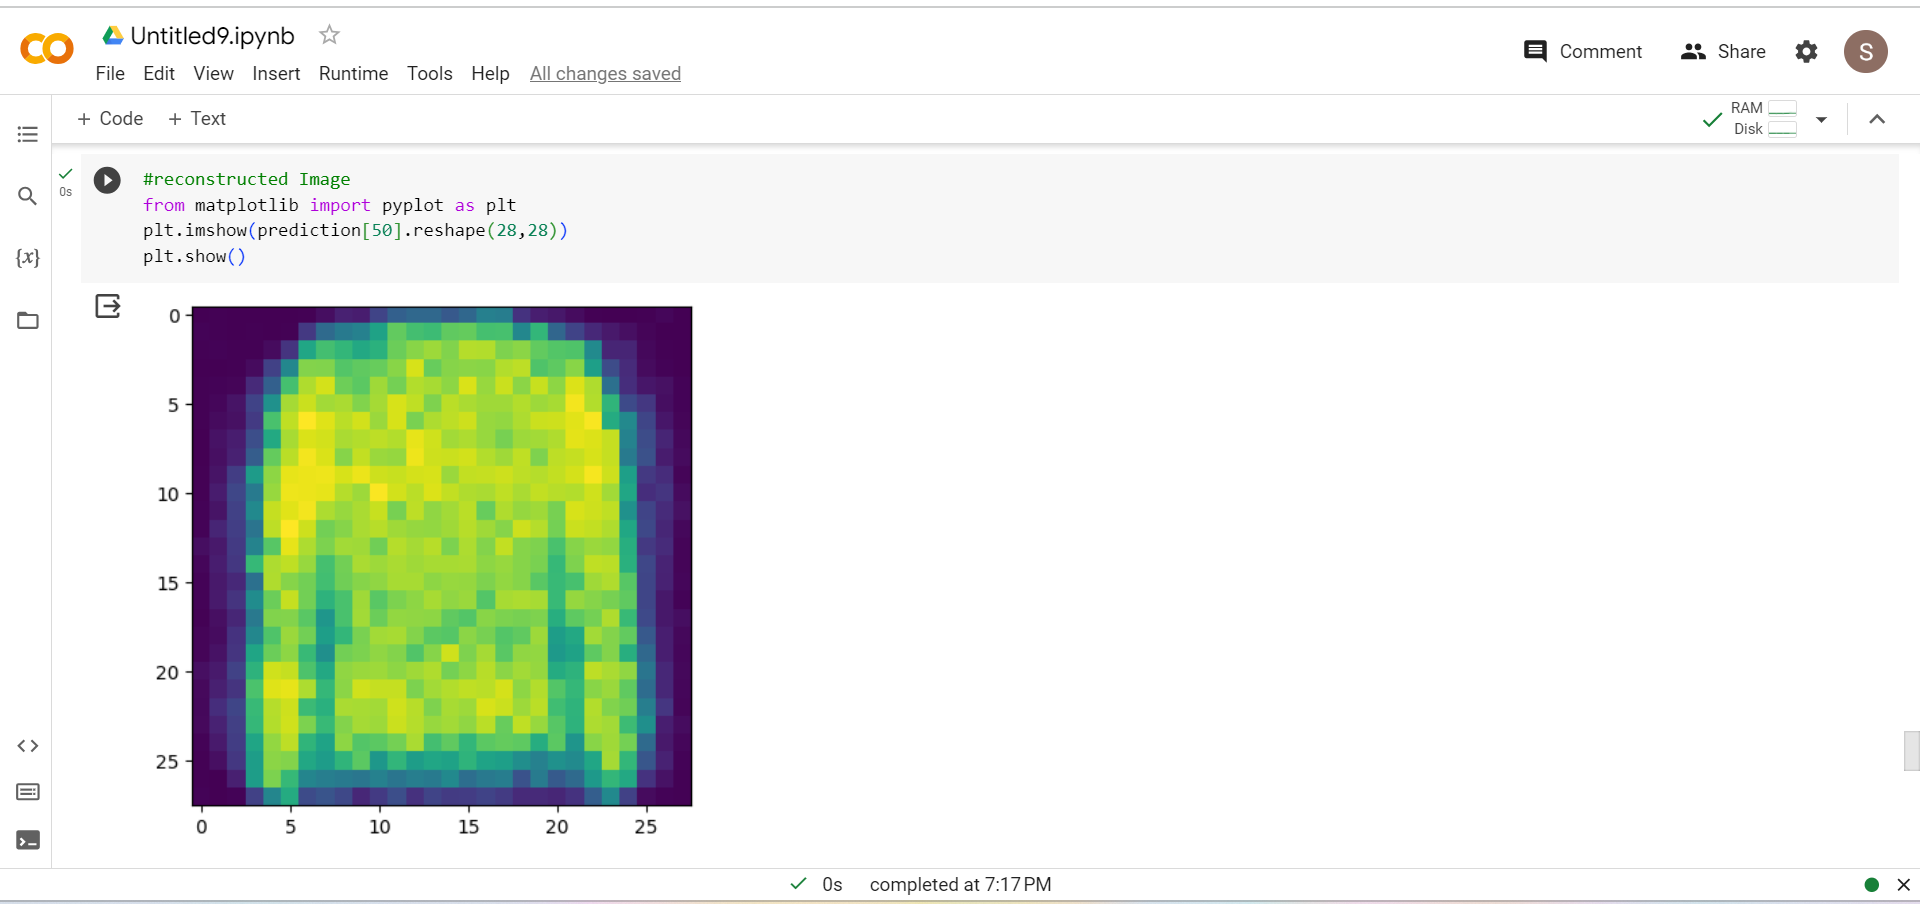 Untitled9.ipynb
File Edit View Insert Runtime Tools Help All changes saved
Comment Share S
+ Code + Text
RAM
Disk
0s
#reconstructed Image
from matplotlib import pyplot as plt
plt.imshow(prediction[50].reshape(28,28))
plt.show()
{x}
0
5
10
15
20
25
0 5 10 15 20 25
0s completed at 7:17 PM